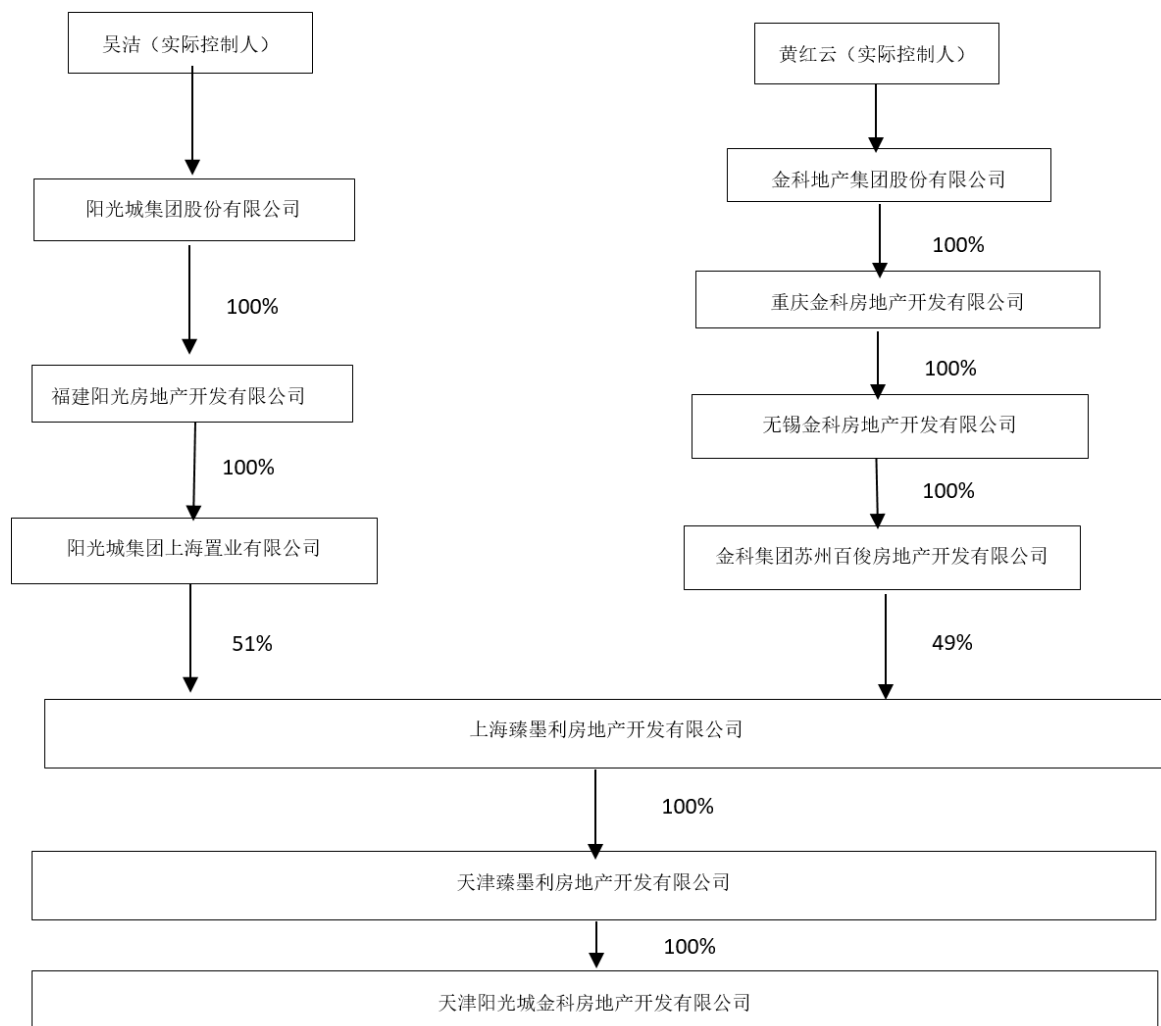 吴洁（实际控制人）
黄红云（实际控制人）
阳光城集团股份有限公司
金科地产集团股份有限公司
100%
100%
重庆金科房地产开发有限公司
福建阳光房地产开发有限公司
100%
无锡金科房地产开发有限公司
100%
100%
阳光城集团上海置业有限公司
金科集团苏州百俊房地产开发有限公司
51%
49%
上海臻墨利房地产开发有限公司
100%
天津臻墨利房地产开发有限公司
100%
天津阳光城金科房地产开发有限公司